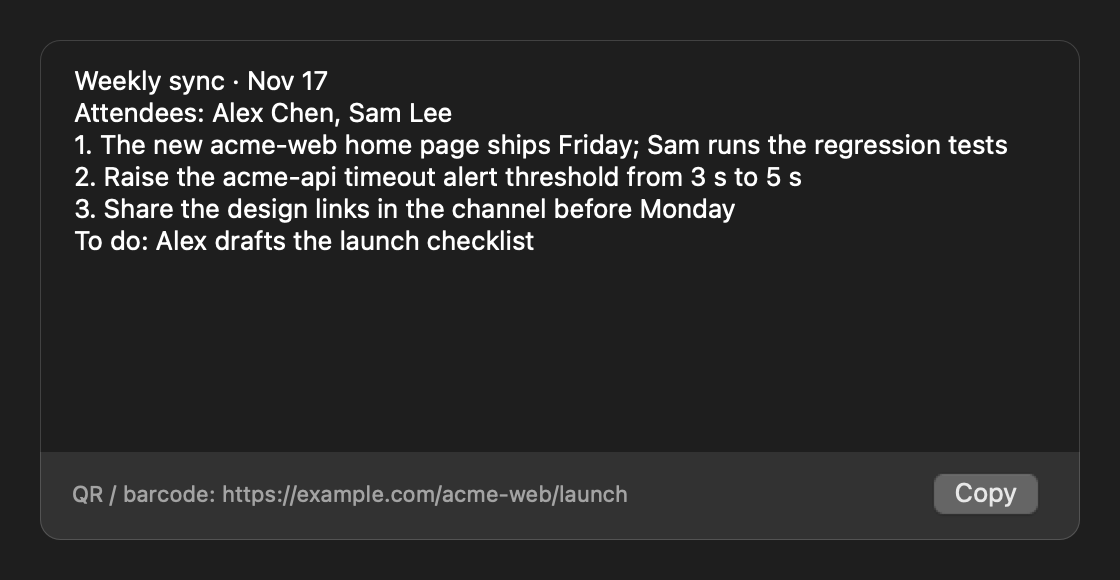 Weekly sync · Nov 17
Attendees: Alex Chen, Sam Lee
1. The new acme-web home page ships Friday; Sam runs the regression tests
2. Raise the acme-api timeout alert threshold from 3 s to 5 s
3. Share the design links in the channel before Monday
To do: Alex drafts the launch checklist
QR / barcode: https://example.com/acme-web/launch
Copy